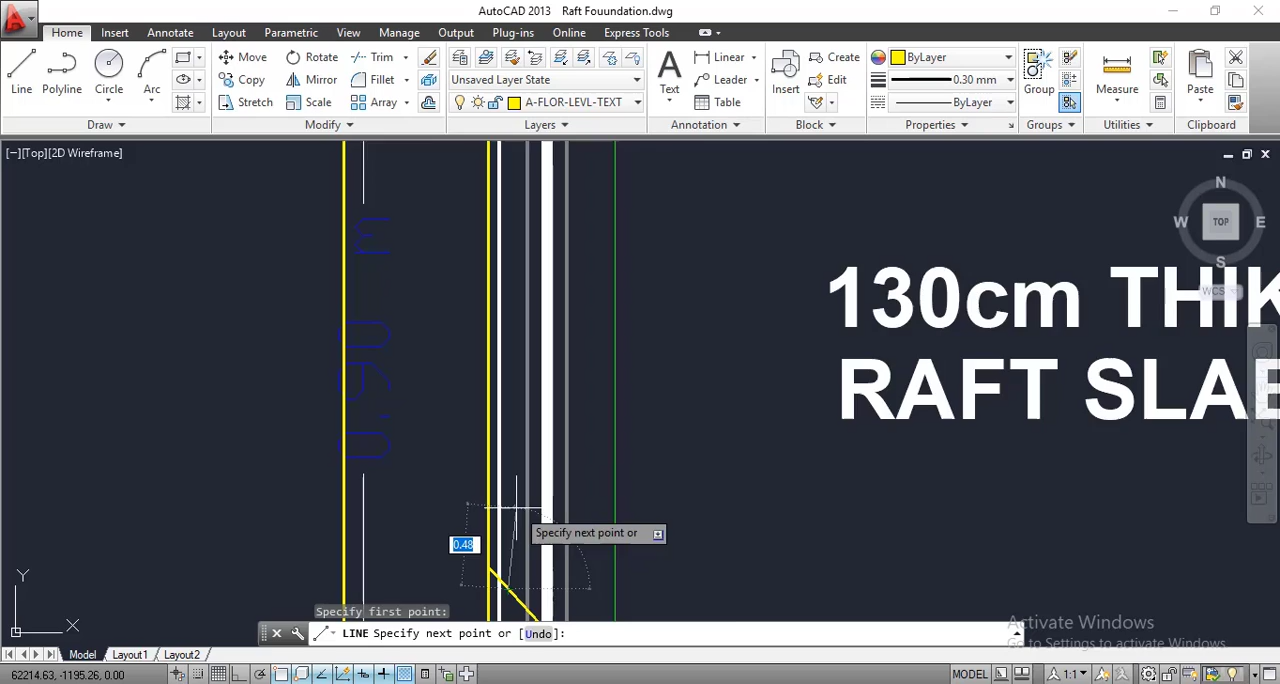 AutoCAD 2013 Raft Fouundation.dwg
Home Insert Annotate Layout Parametric View Manage Output Plug-ins Online Express Tools
Line Polyline Circle Arc
Move Rotate Trim
Copy Mirror Fillet
Stretch Scale Array
Unsaved Layer State
A-FLOR-LEVL-TEXT
Text
Linear
Leader
Table
Insert
Create
Edit
ByLayer
0.30 mm
ByLayer
Group
Measure
Paste
Draw Modify Layers Annotation Block Properties Groups Utilities Clipboard
[−][Top][2D Wireframe]
N
W TOP E
S
WCS
130cm THIK
RAFT SLAB
Specify next point or
0.48
Y
X
Specify first point:
LINE Specify next point or [Undo]:
Activate Windows
Go to Settings to activate Windows.
Model Layout1 Layout2
62214.63, -1195.26, 0.00 MODEL 1:1